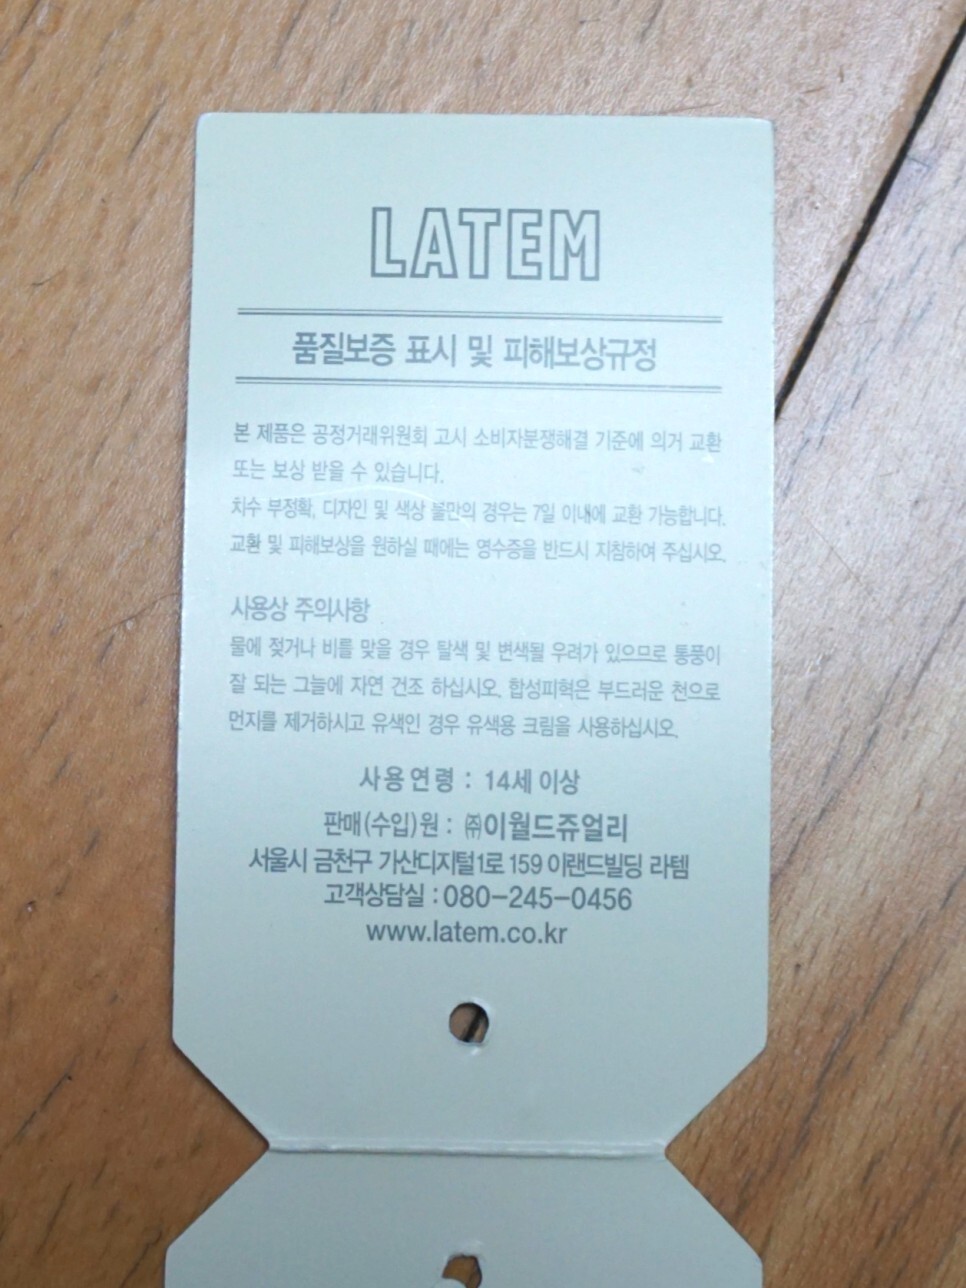 LATEM
품질보증 표시 및 피해보상규정
본 제품은 공정거래위원회 고시 소비자분쟁해결 기준에 의거 교환
또는 보상 받을 수 있습니다.
치수 부정확, 디자인 및 색상 불만의 경우는 7일 이내에 교환 가능합니다.
교환 및 피해보상을 원하실 때에는 영수증을 반드시 지참하여 주십시오.
사용상 주의사항
물에 젖거나 비를 맞을 경우 탈색 및 변색될 우려가 있으므로 통풍이
잘 되는 그늘에 자연 건조 하십시오. 합성피혁은 부드러운 천으로
먼지를 제거하시고 유색인 경우 유색용 크림을 사용하십시오.
사용연령 : 14세 이상
판매(수입)원 : ㈜이월드쥬얼리
서울시 금천구 가산디지털1로 159 이랜드빌딩 라템
고객상담실 : 080-245-0456
www.latem.co.kr